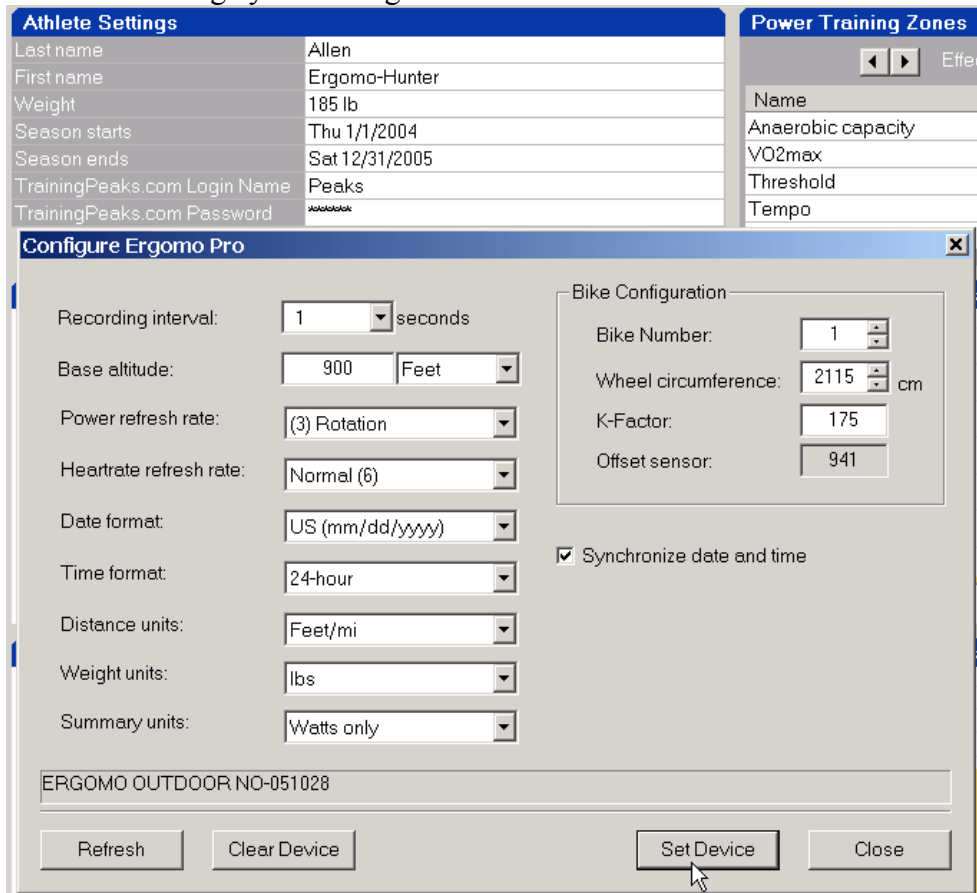 Athlete Settings
Last name Allen
First name Ergomo-Hunter
Weight 185 lb
Season starts Thu 1/1/2004
Season ends Sat 12/31/2005
TrainingPeaks.com Login Name Peaks
TrainingPeaks.com Password ********
Power Training Zones
Name
Anaerobic capacity
VO2max
Threshold
Tempo
Configure Ergomo Pro
Recording interval: 1 seconds
Base altitude: 900 Feet
Power refresh rate: (3) Rotation
Heartrate refresh rate: Normal (6)
Date format: US (mm/dd/yyyy)
Time format: 24-hour
Distance units: Feet/mi
Weight units: lbs
Summary units: Watts only
Bike Configuration
Bike Number: 1
Wheel circumference: 2115 cm
K-Factor: 175
Offset sensor: 941
Synchronize date and time
ERGOMO OUTDOOR NO-051028
Refresh Clear Device Set Device Close